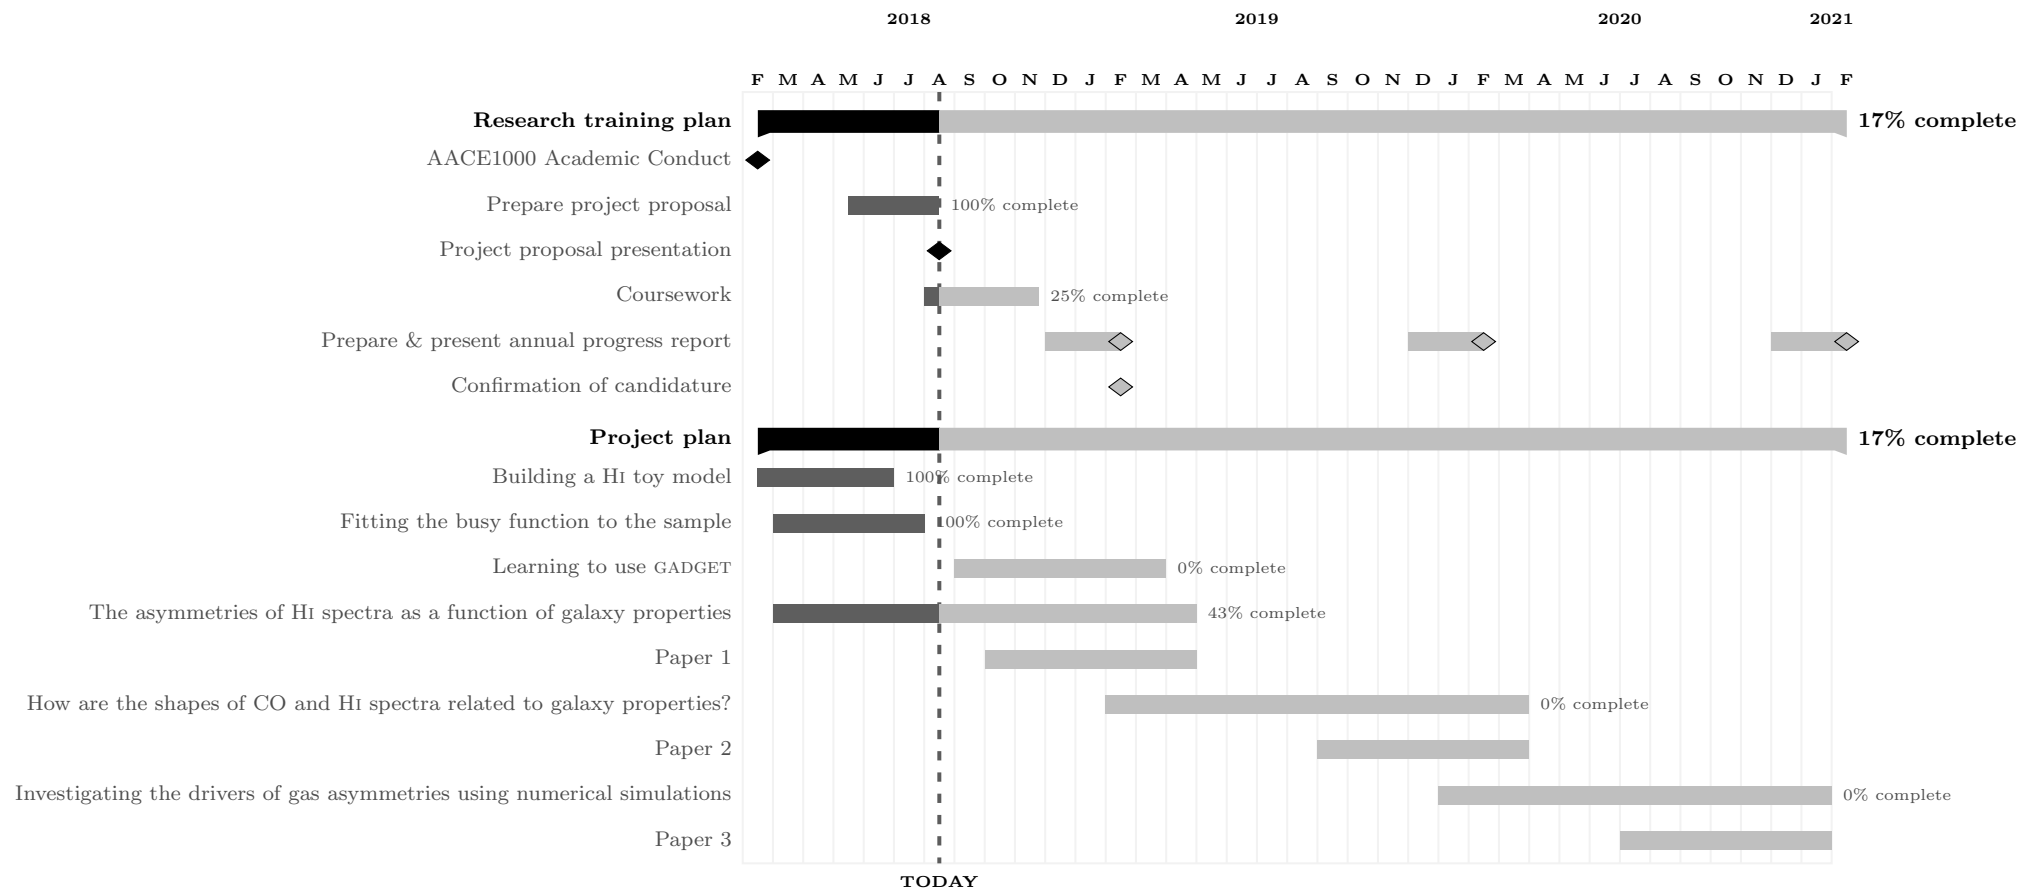 2018 2019 2020 2021
F M A M J J A S O N D J F M A M J J A S O N D J F M A M J J A S O N D J F
Research training plan 17% complete
AACE1000 Academic Conduct
Prepare project proposal 100% complete
Project proposal presentation
Coursework 25% complete
Prepare & present annual progress report
Confirmation of candidature
Project plan 17% complete
Building a HI toy model 100% complete
Fitting the busy function to the sample 100% complete
Learning to use GADGET 0% complete
The asymmetries of HI spectra as a function of galaxy properties 43% complete
Paper 1
How are the shapes of CO and HI spectra related to galaxy properties? 0% complete
Paper 2
Investigating the drivers of gas asymmetries using numerical simulations 0% complete
Paper 3
TODAY